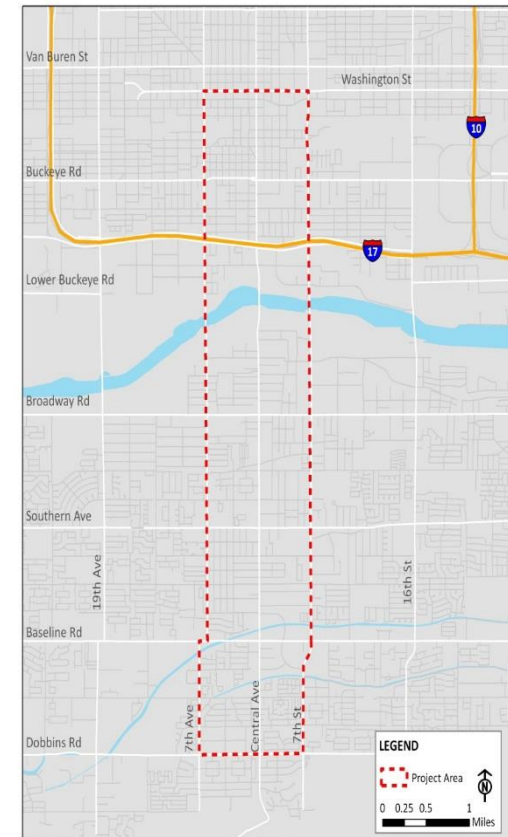 Van Buren St
Washington St
10
Buckeye Rd
17
Lower Buckeye Rd
Broadway Rd
Southern Ave
19th Ave
16th St
Baseline Rd
7th Ave
Central Ave
7th St
Dobbins Rd
LEGEND
Project Area
N
0 0.25 0.5 1
Miles